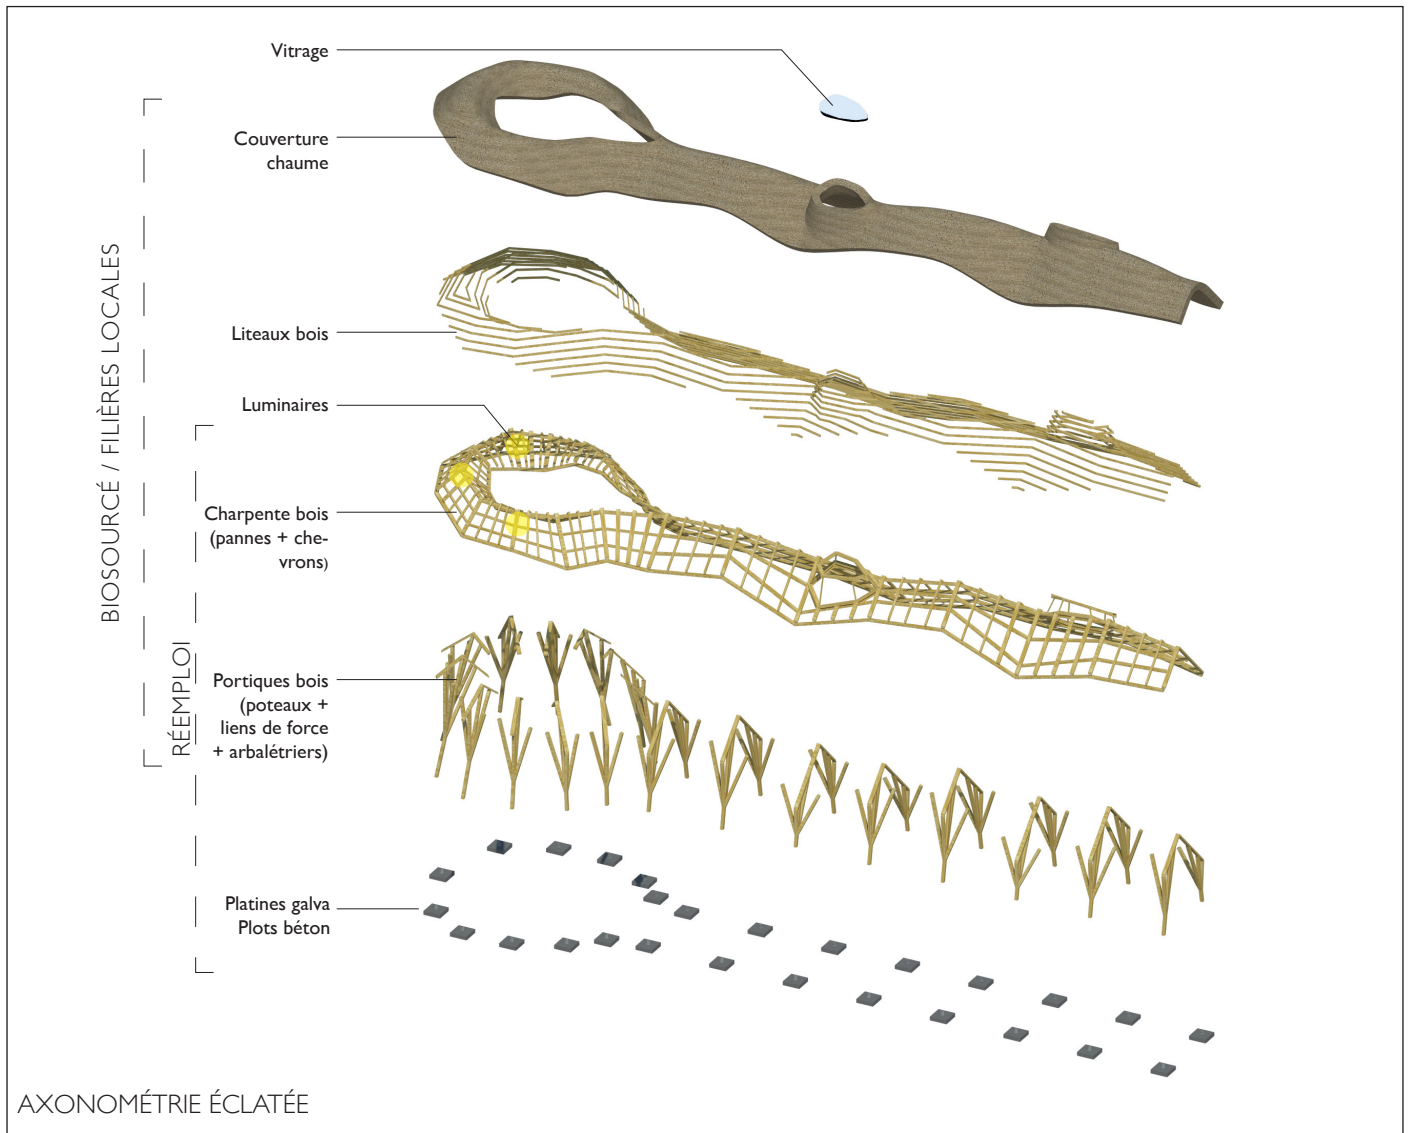 Vitrage
Couverture
chaume
Liteaux bois
Luminaires
Charpente bois
(pannes + che-
vrons)
Portiques bois
(poteaux +
liens de force
+ arbalétriers)
Platines galva
Plots béton
BIOSOURCÉ / FILIÈRES LOCALES
RÉEMPLOI
AXONOMÉTRIE ÉCLATÉE